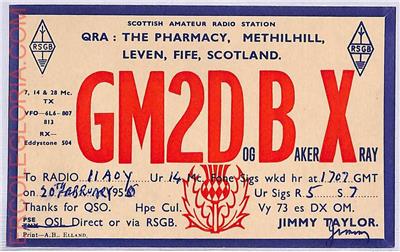 SCOTTISH AMATEUR RADIO STATION
QRA : THE PHARMACY, METHILHILL,
LEVEN, FIFE, SCOTLAND.
RSGB
RSGB
7, 14 & 28 Mc.
TX
VFO-6L6-807
813
RX—
Eddystone 504
GM2DBX
OG AKER RAY
To RADIO I1AOY Ur 14 Mc. Fone Sigs wkd hr at 1707 GMT
on 20TH FEBRUARY 1955 Ur Sigs R 5 S. 7
Thanks for QSO. Hpe Cul. Vy 73 es DX OM.
PSE QSL Direct or via RSGB. JIMMY TAYLOR.
Jimmy
Print—A.B., ELLAND.